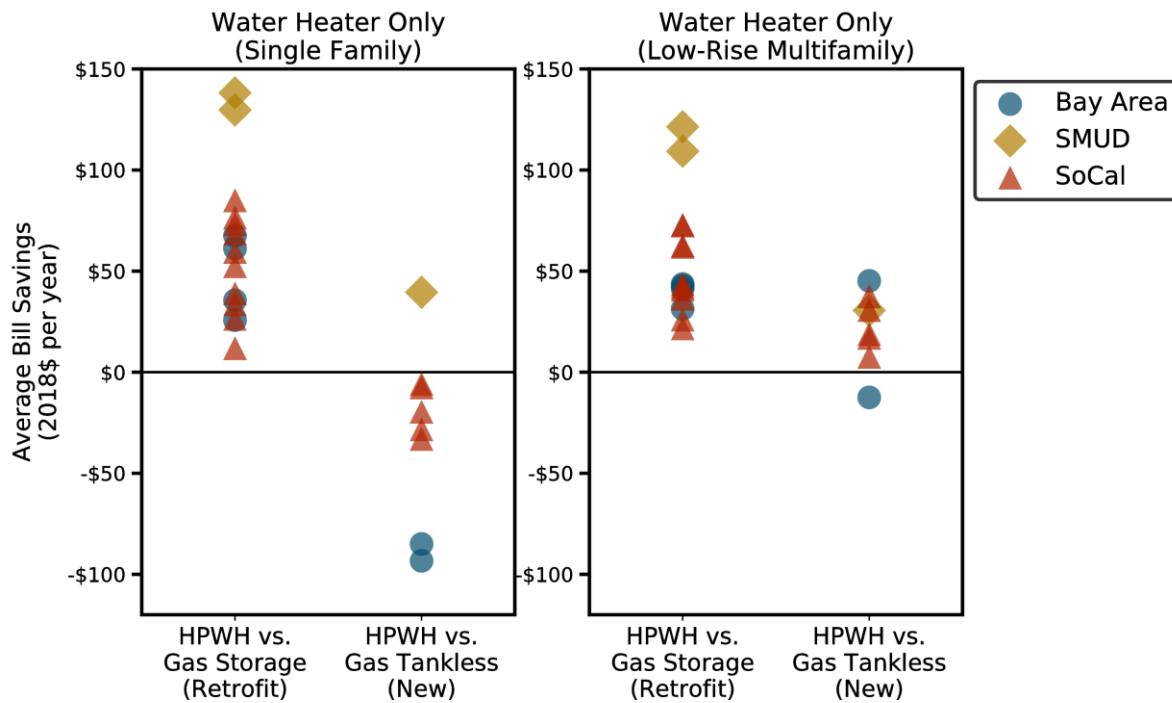 Water Heater Only
(Single Family)
Water Heater Only
(Low-Rise Multifamily)
Average Bill Savings
(2018$ per year)
$150
$100
$50
$0
-$50
-$100
$150
$100
$50
$0
-$50
-$100
HPWH vs.
Gas Storage
(Retrofit)
HPWH vs.
Gas Tankless
(New)
HPWH vs.
Gas Storage
(Retrofit)
HPWH vs.
Gas Tankless
(New)
Bay Area
SMUD
SoCal